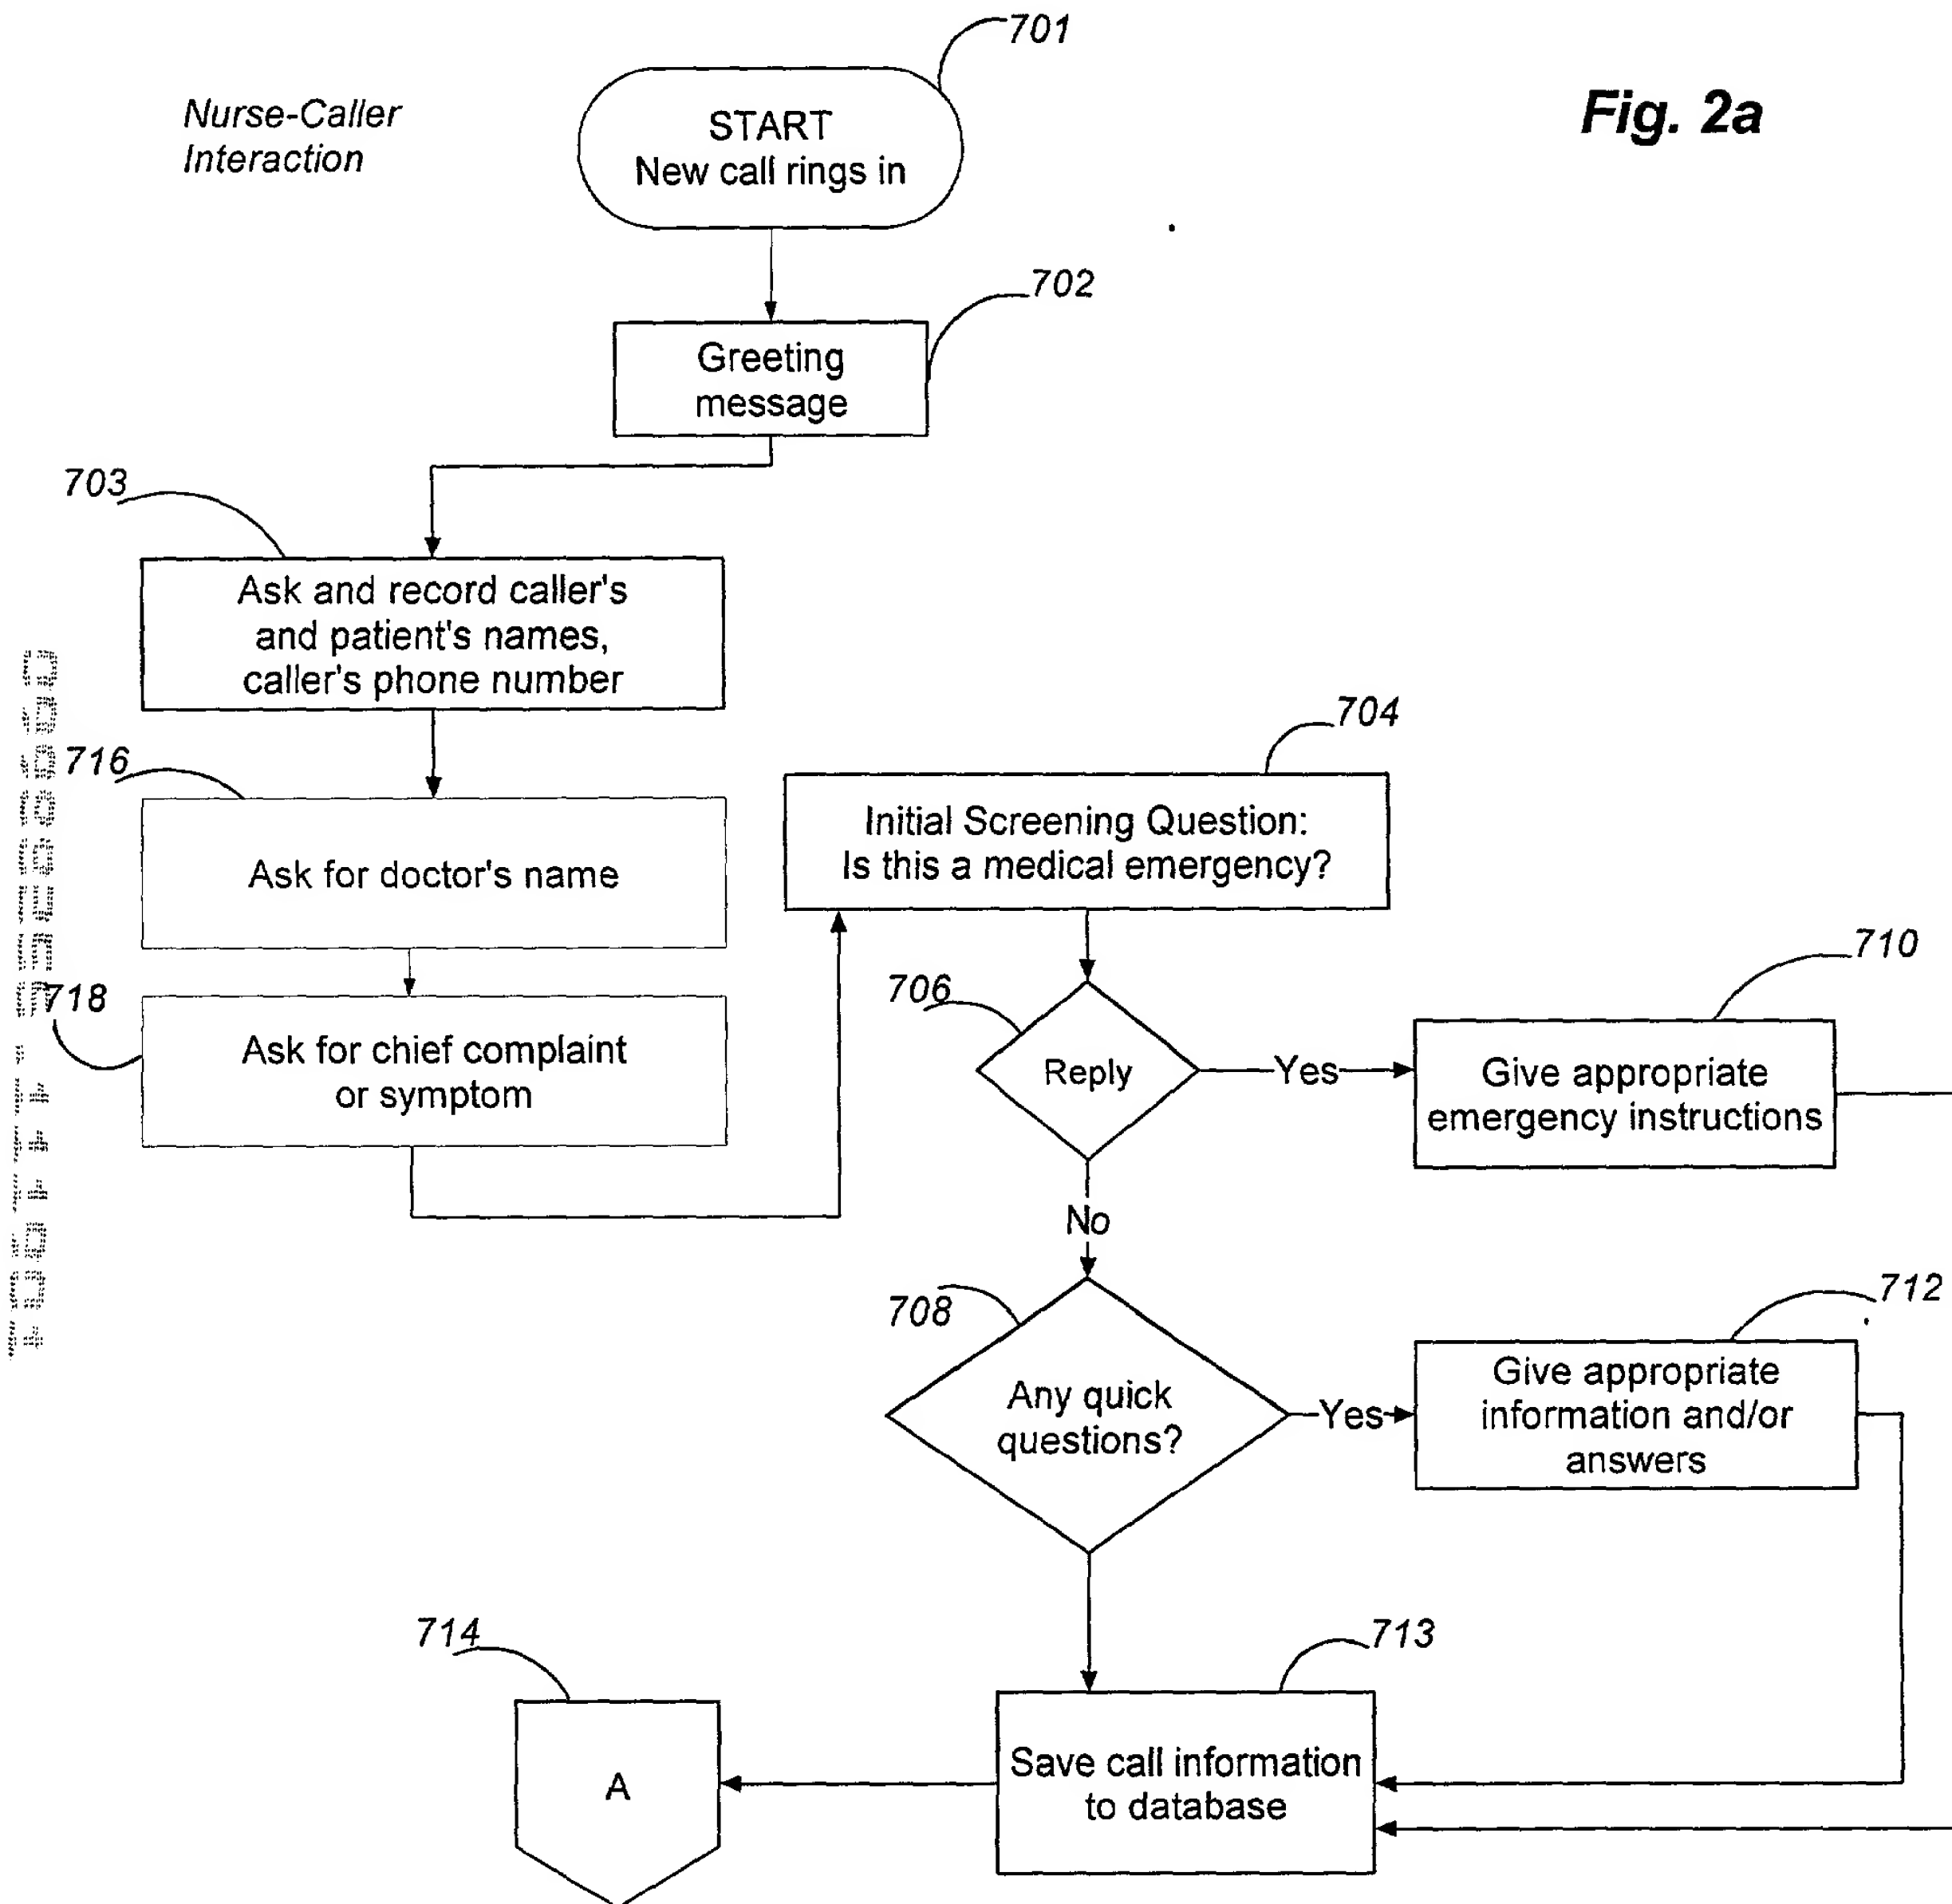 701
Nurse-Caller
Interaction
START
New call rings in
Fig. 2a
702
Greeting
message
703
Ask and record caller's
and patient's names,
caller's phone number
716
Ask for doctor's name
718
Ask for chief complaint
or symptom
704
Initial Screening Question:
Is this a medical emergency?
706
Reply
Yes
710
Give appropriate
emergency instructions
No
708
Any quick
questions?
Yes
712
Give appropriate
information and/or
answers
713
Save call information
to database
714
A